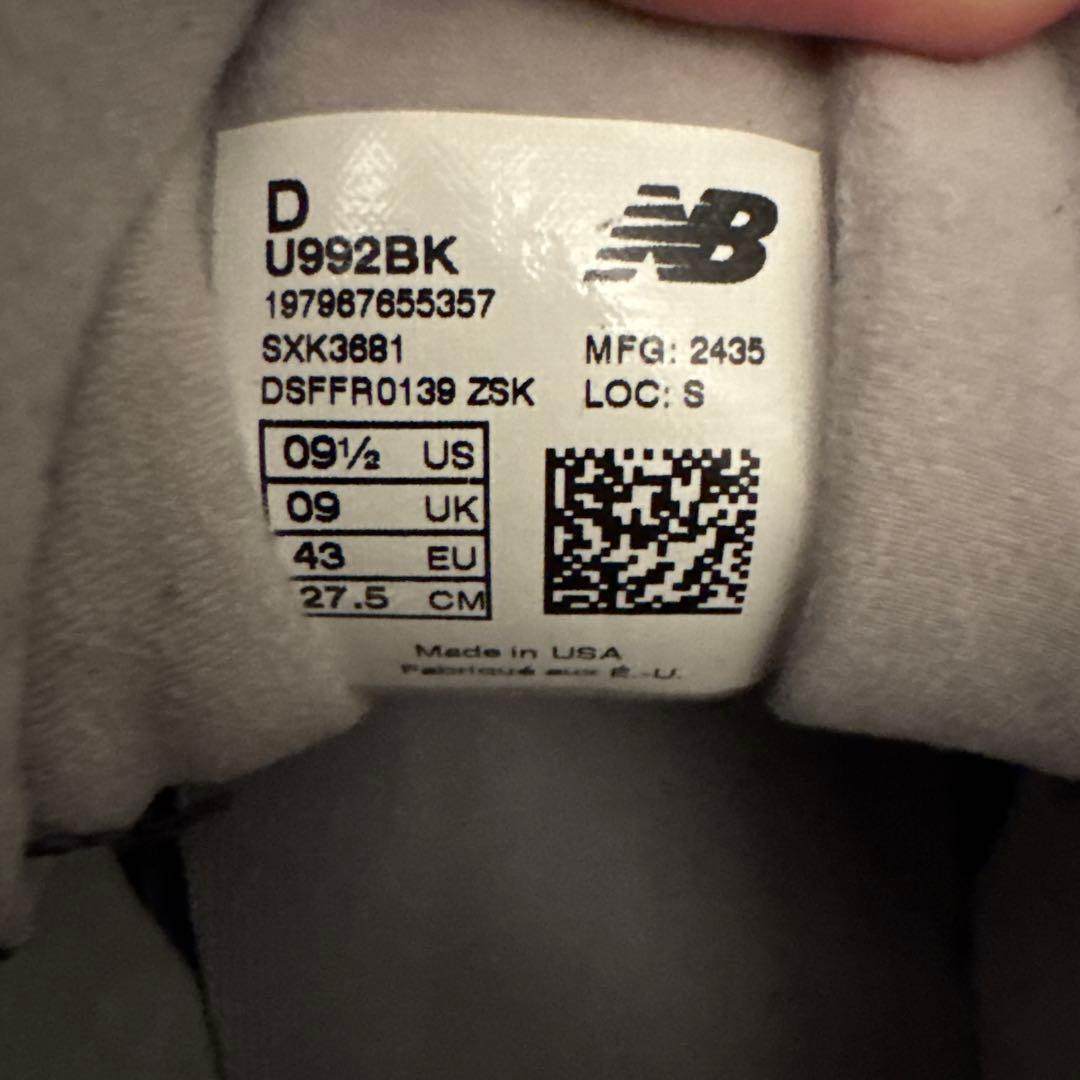 D
NB
U992BK
197967655357
SXK3681
MFG: 2435
DSFFR0139 ZSK
LOC: S
09½ US
09 UK
43 EU
27.5 CM
Made in USA
Fabriqué aux É.-U.